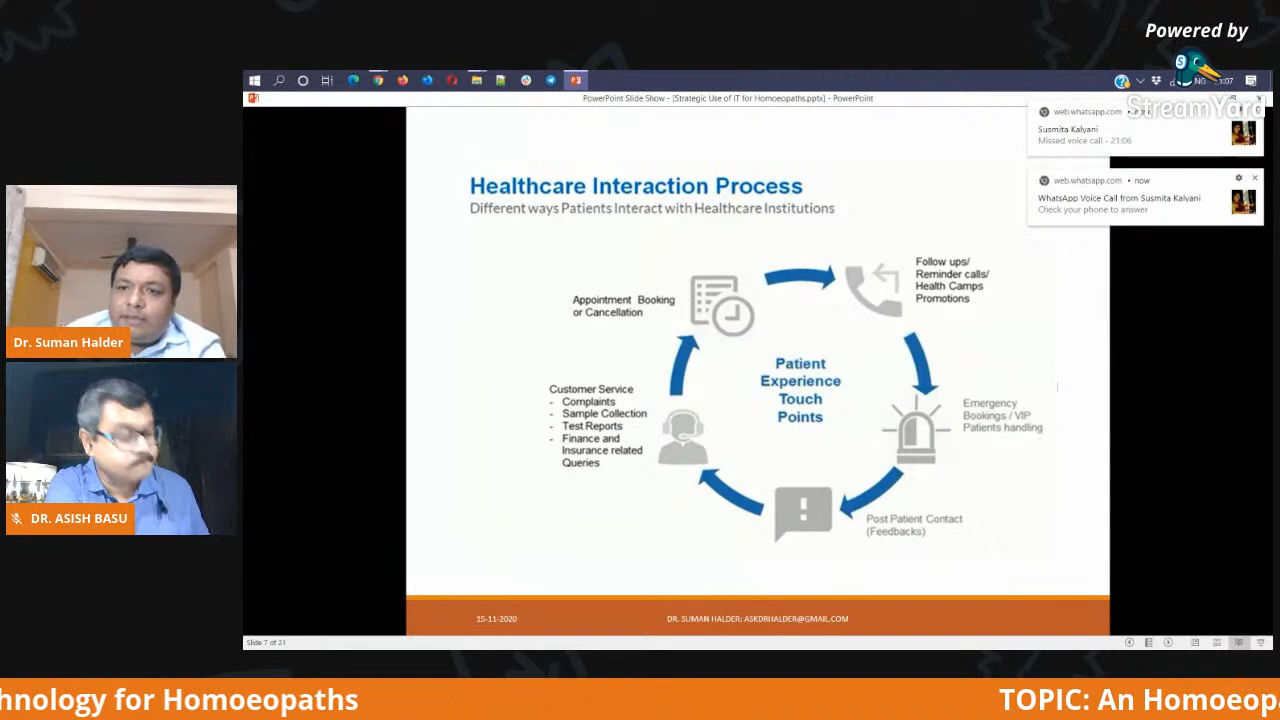 Powered by
StreamYard
PowerPoint Slide Show - [Strategic Use of IT for Homoeopaths.pptx] - PowerPoint
web.whatsapp.com • now
Susmita Kalyani
Missed voice call - 21:06
web.whatsapp.com • now
WhatsApp Voice Call from Susmita Kalyani
Check your phone to answer
Healthcare Interaction Process
Different ways Patients Interact with Healthcare Institutions
Appointment Booking
or Cancellation
Follow ups/
Reminder calls/
Health Camps
Promotions
Patient
Experience
Touch
Points
Customer Service
- Complaints
- Sample Collection
- Test Reports
- Finance and
Insurance related
Queries
Emergency
Bookings / VIP
Patients handling
Post Patient Contact
(Feedbacks)
15-11-2020
DR. SUMAN HALDER; ASKDRHALDER@GMAIL.COM
Slide 7 of 21
Dr. Suman Halder
DR. ASISH BASU
hnology for Homoeopaths
TOPIC: An Homoeop